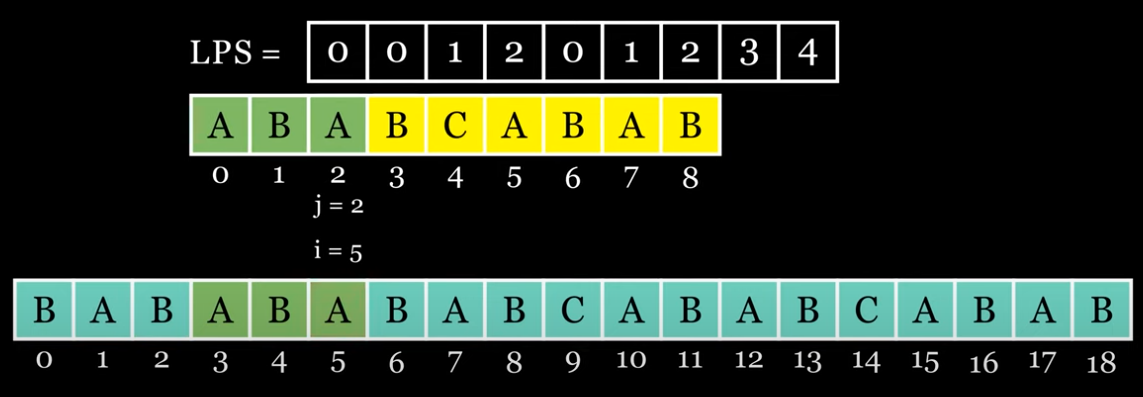 LPS = 0 0 1 2 0 1 2 3 4
A B A B C A B A B
0 1 2 3 4 5 6 7 8
j = 2
i = 5
B A B A B A B A B C A B A B C A B A B
0 1 2 3 4 5 6 7 8 9 10 11 12 13 14 15 16 17 18